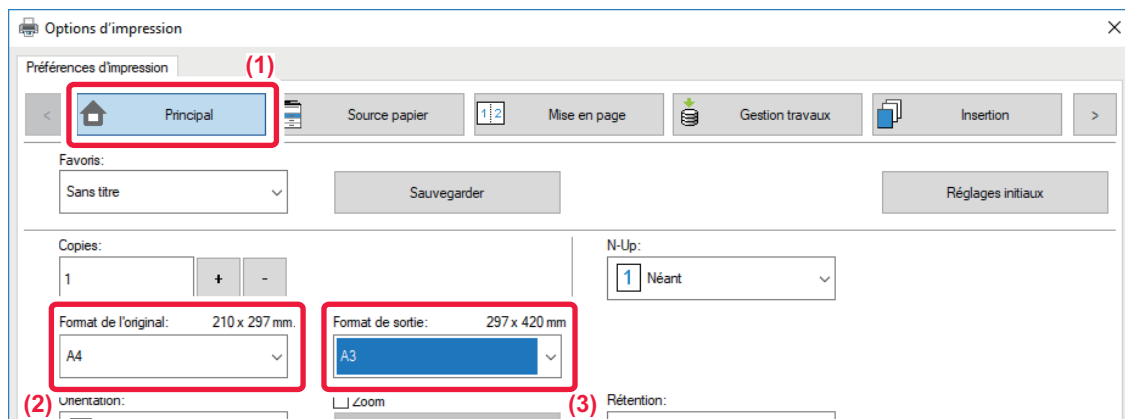 Options d'impression
Préférences d'impression
(1)
< Principal Source papier 1 2 Mise en page Gestion travaux Insertion >
Favoris:
Sans titre Sauvegarder Réglages initiaux
Copies: N-Up:
1 + - 1 Néant
Format de l'original: 210 x 297 mm. Format de sortie: 297 x 420 mm
A4 A3
(2) Orientation: Zoom (3) Rétention: